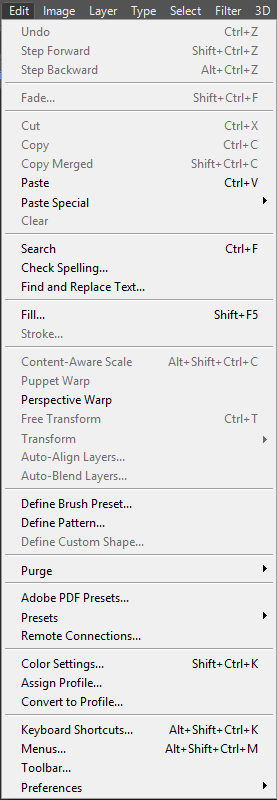 Edit Image Layer Type Select Filter 3D
Undo Ctrl+Z
Step Forward Shift+Ctrl+Z
Step Backward Alt+Ctrl+Z
Fade... Shift+Ctrl+F
Cut Ctrl+X
Copy Ctrl+C
Copy Merged Shift+Ctrl+C
Paste Ctrl+V
Paste Special
Clear
Search Ctrl+F
Check Spelling...
Find and Replace Text...
Fill... Shift+F5
Stroke...
Content-Aware Scale Alt+Shift+Ctrl+C
Puppet Warp
Perspective Warp
Free Transform Ctrl+T
Transform
Auto-Align Layers...
Auto-Blend Layers...
Define Brush Preset...
Define Pattern...
Define Custom Shape...
Purge
Adobe PDF Presets...
Presets
Remote Connections...
Color Settings... Shift+Ctrl+K
Assign Profile...
Convert to Profile...
Keyboard Shortcuts... Alt+Shift+Ctrl+K
Menus... Alt+Shift+Ctrl+M
Toolbar...
Preferences